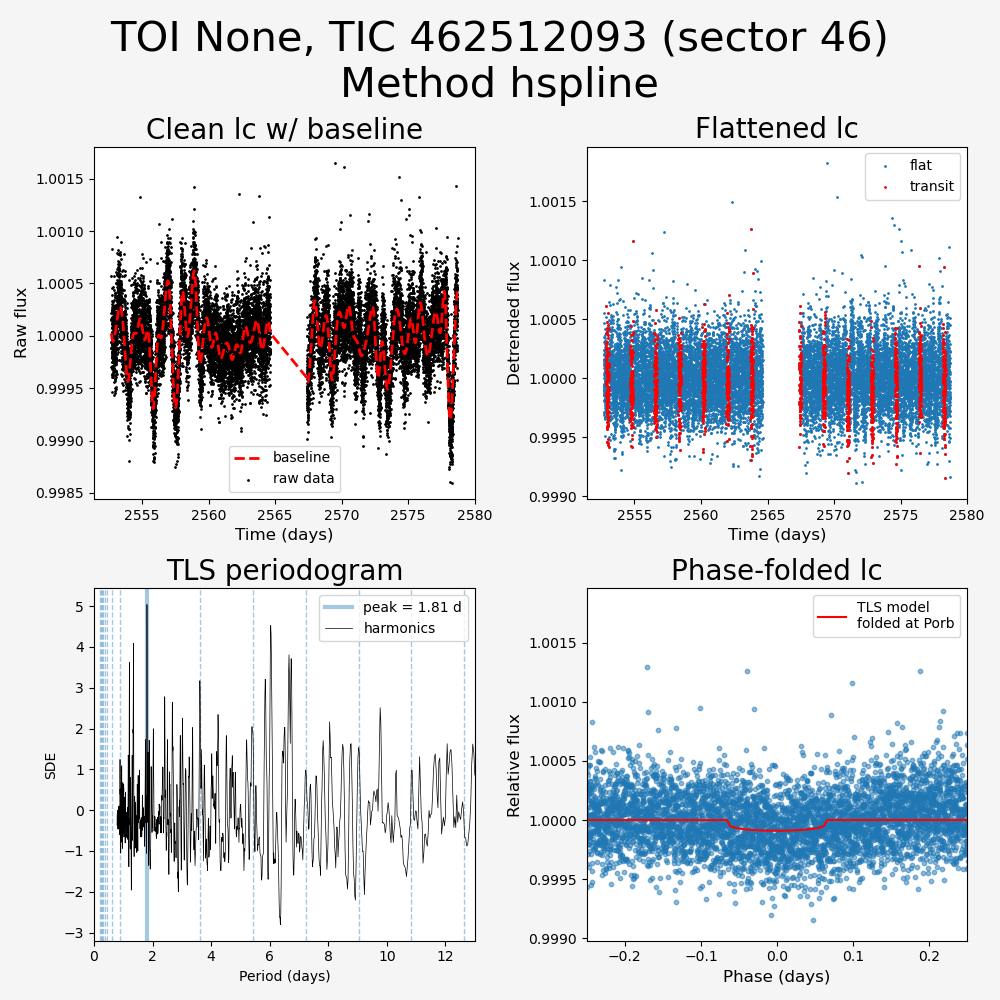 TOI None, TIC 462512093 (sector 46)
Method hspline
Clean lc w/ baseline
Raw flux
1.0015
1.0010
1.0005
1.0000
0.9995
0.9990
0.9985
baseline
raw data
2555 2560 2565 2570 2575 2580
Time (days)
Flattened lc
Detrended flux
1.0015
1.0010
1.0005
1.0000
0.9995
0.9990
flat
transit
2555 2560 2565 2570 2575 2580
Time (days)
TLS periodogram
SDE
5
4
3
2
1
0
−1
−2
−3
peak = 1.81 d
harmonics
0 2 4 6 8 10 12
Period (days)
Phase-folded lc
Relative flux
1.0015
1.0010
1.0005
1.0000
0.9995
0.9990
TLS model
folded at Porb
−0.2 −0.1 0.0 0.1 0.2
Phase (days)